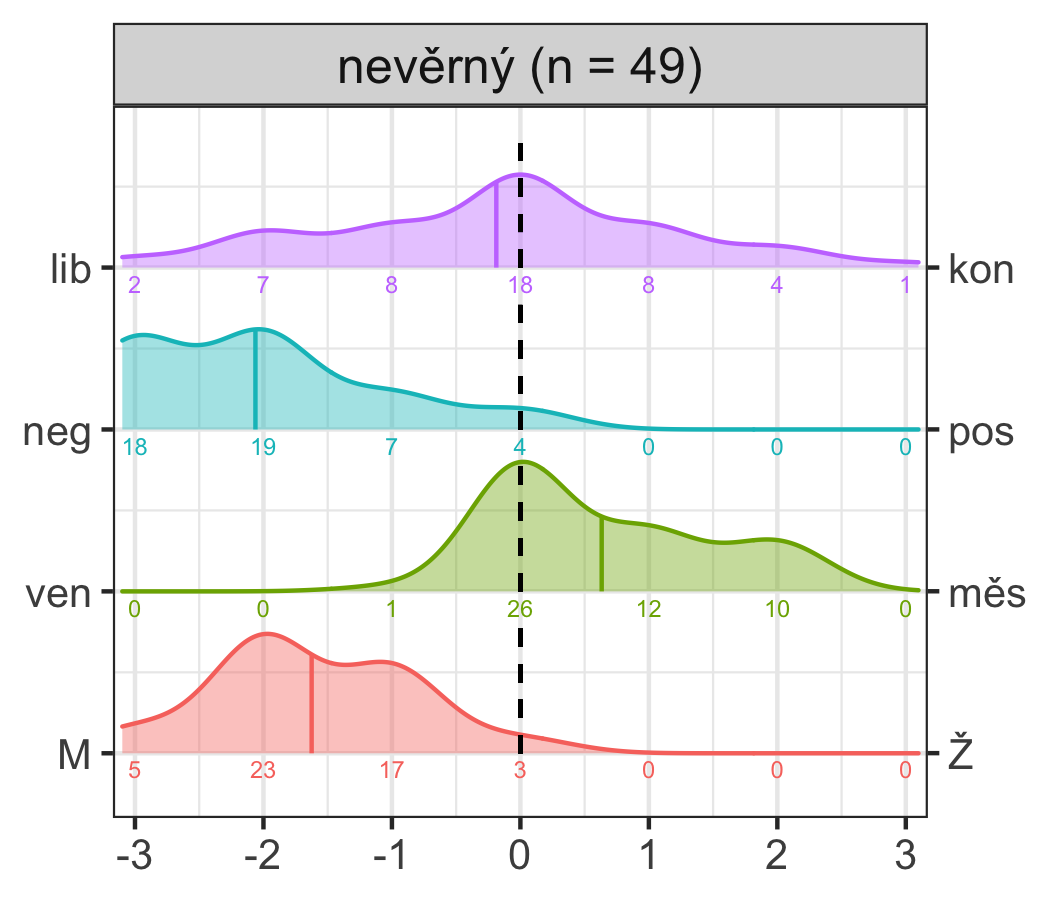 nevěrný (n = 49)
lib kon
2 7 8 18 8 4 1
neg pos
18 19 7 4 0 0 0
ven měs
0 0 1 26 12 10 0
M Ž
5 23 17 3 0 0 0
-3 -2 -1 0 1 2 3